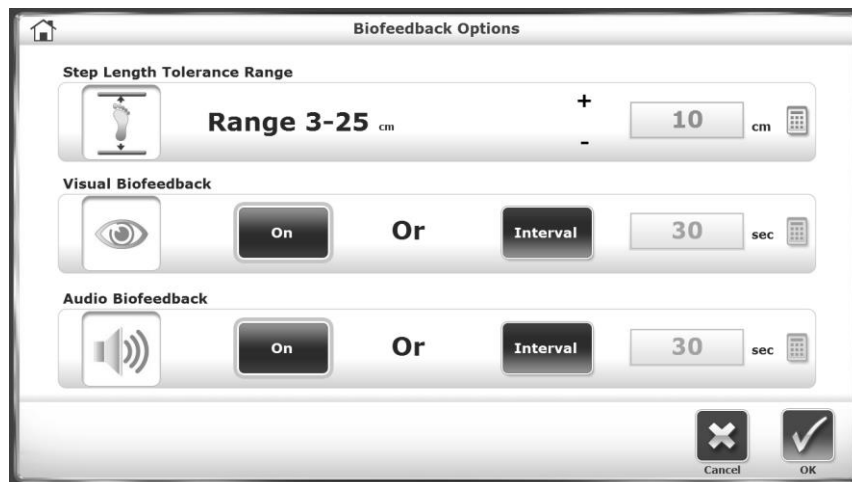 Biofeedback Options
Step Length Tolerance Range
Range 3-25 cm
+
-
10 cm
Visual Biofeedback
On Or Interval 30 sec
Audio Biofeedback
On Or Interval 30 sec
Cancel OK